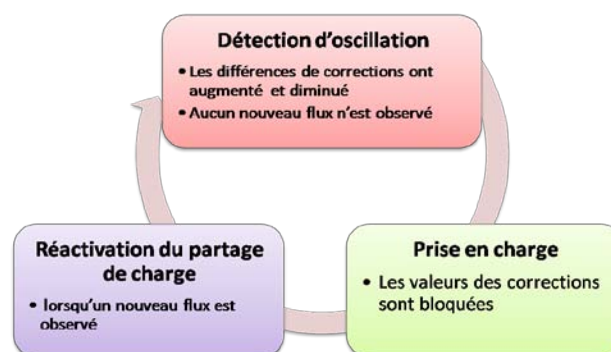 Détection d'oscillation
• Les différences de corrections ont
augmenté et diminué
• Aucun nouveau flux n'est observé
Réactivation du partage
de charge
• lorsqu'un nouveau flux est
observé
Prise en charge
• Les valeurs des corrections
sont bloquées